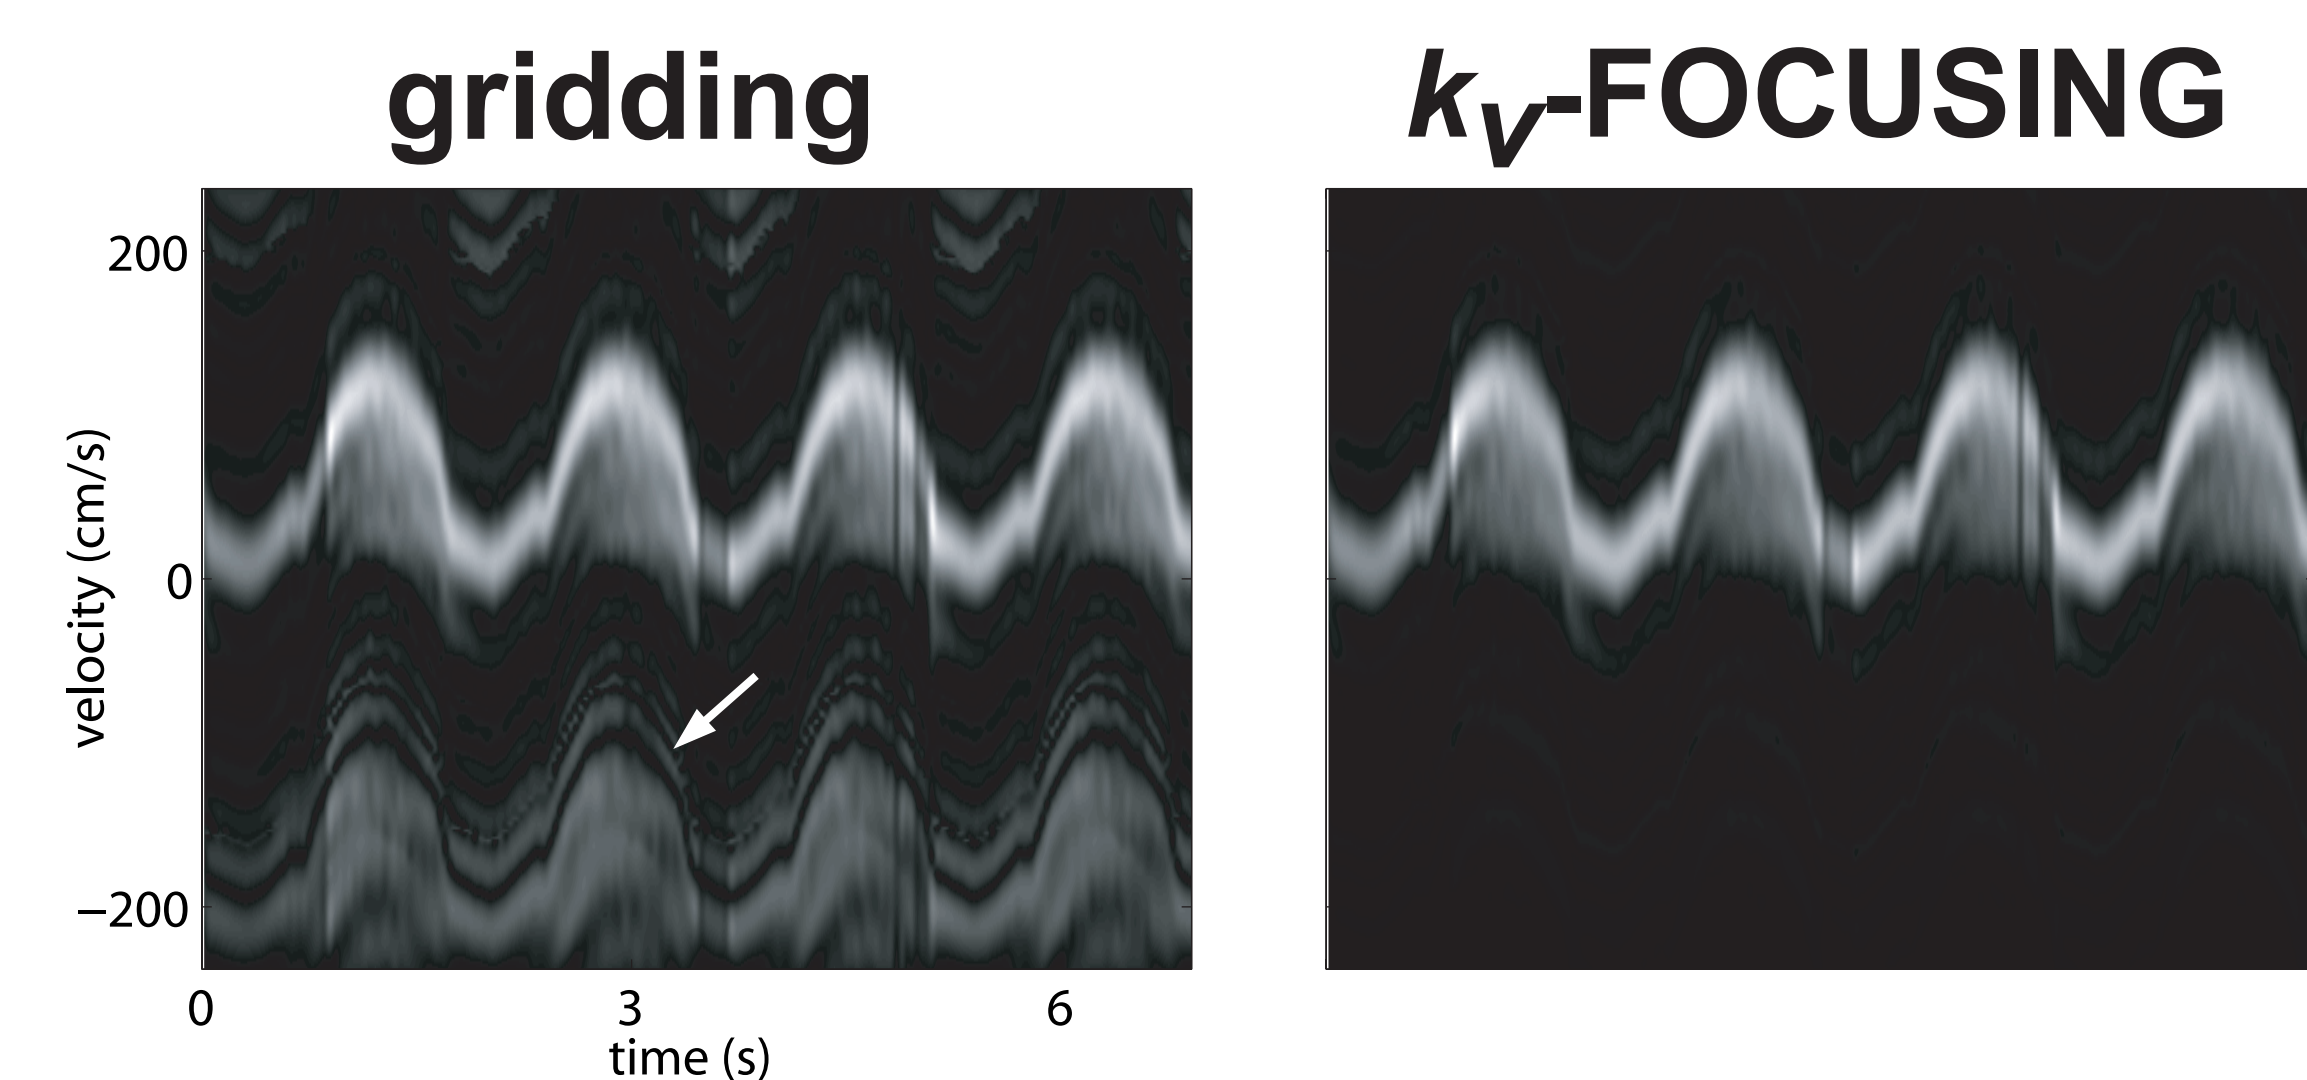 gridding
kv-FOCUSING
velocity (cm/s)
200
0
−200
0 3 6
time (s)